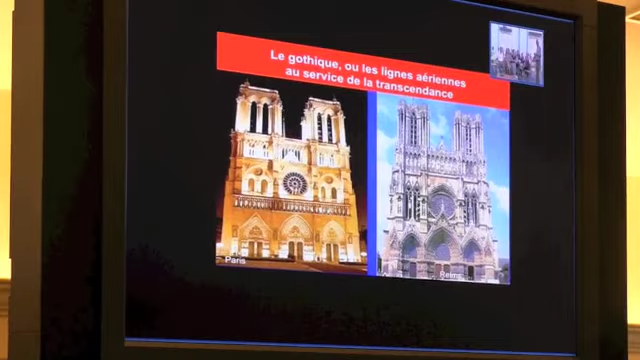 Le gothique, ou les lignes aériennes
au service de la transcendance
Paris
Reims